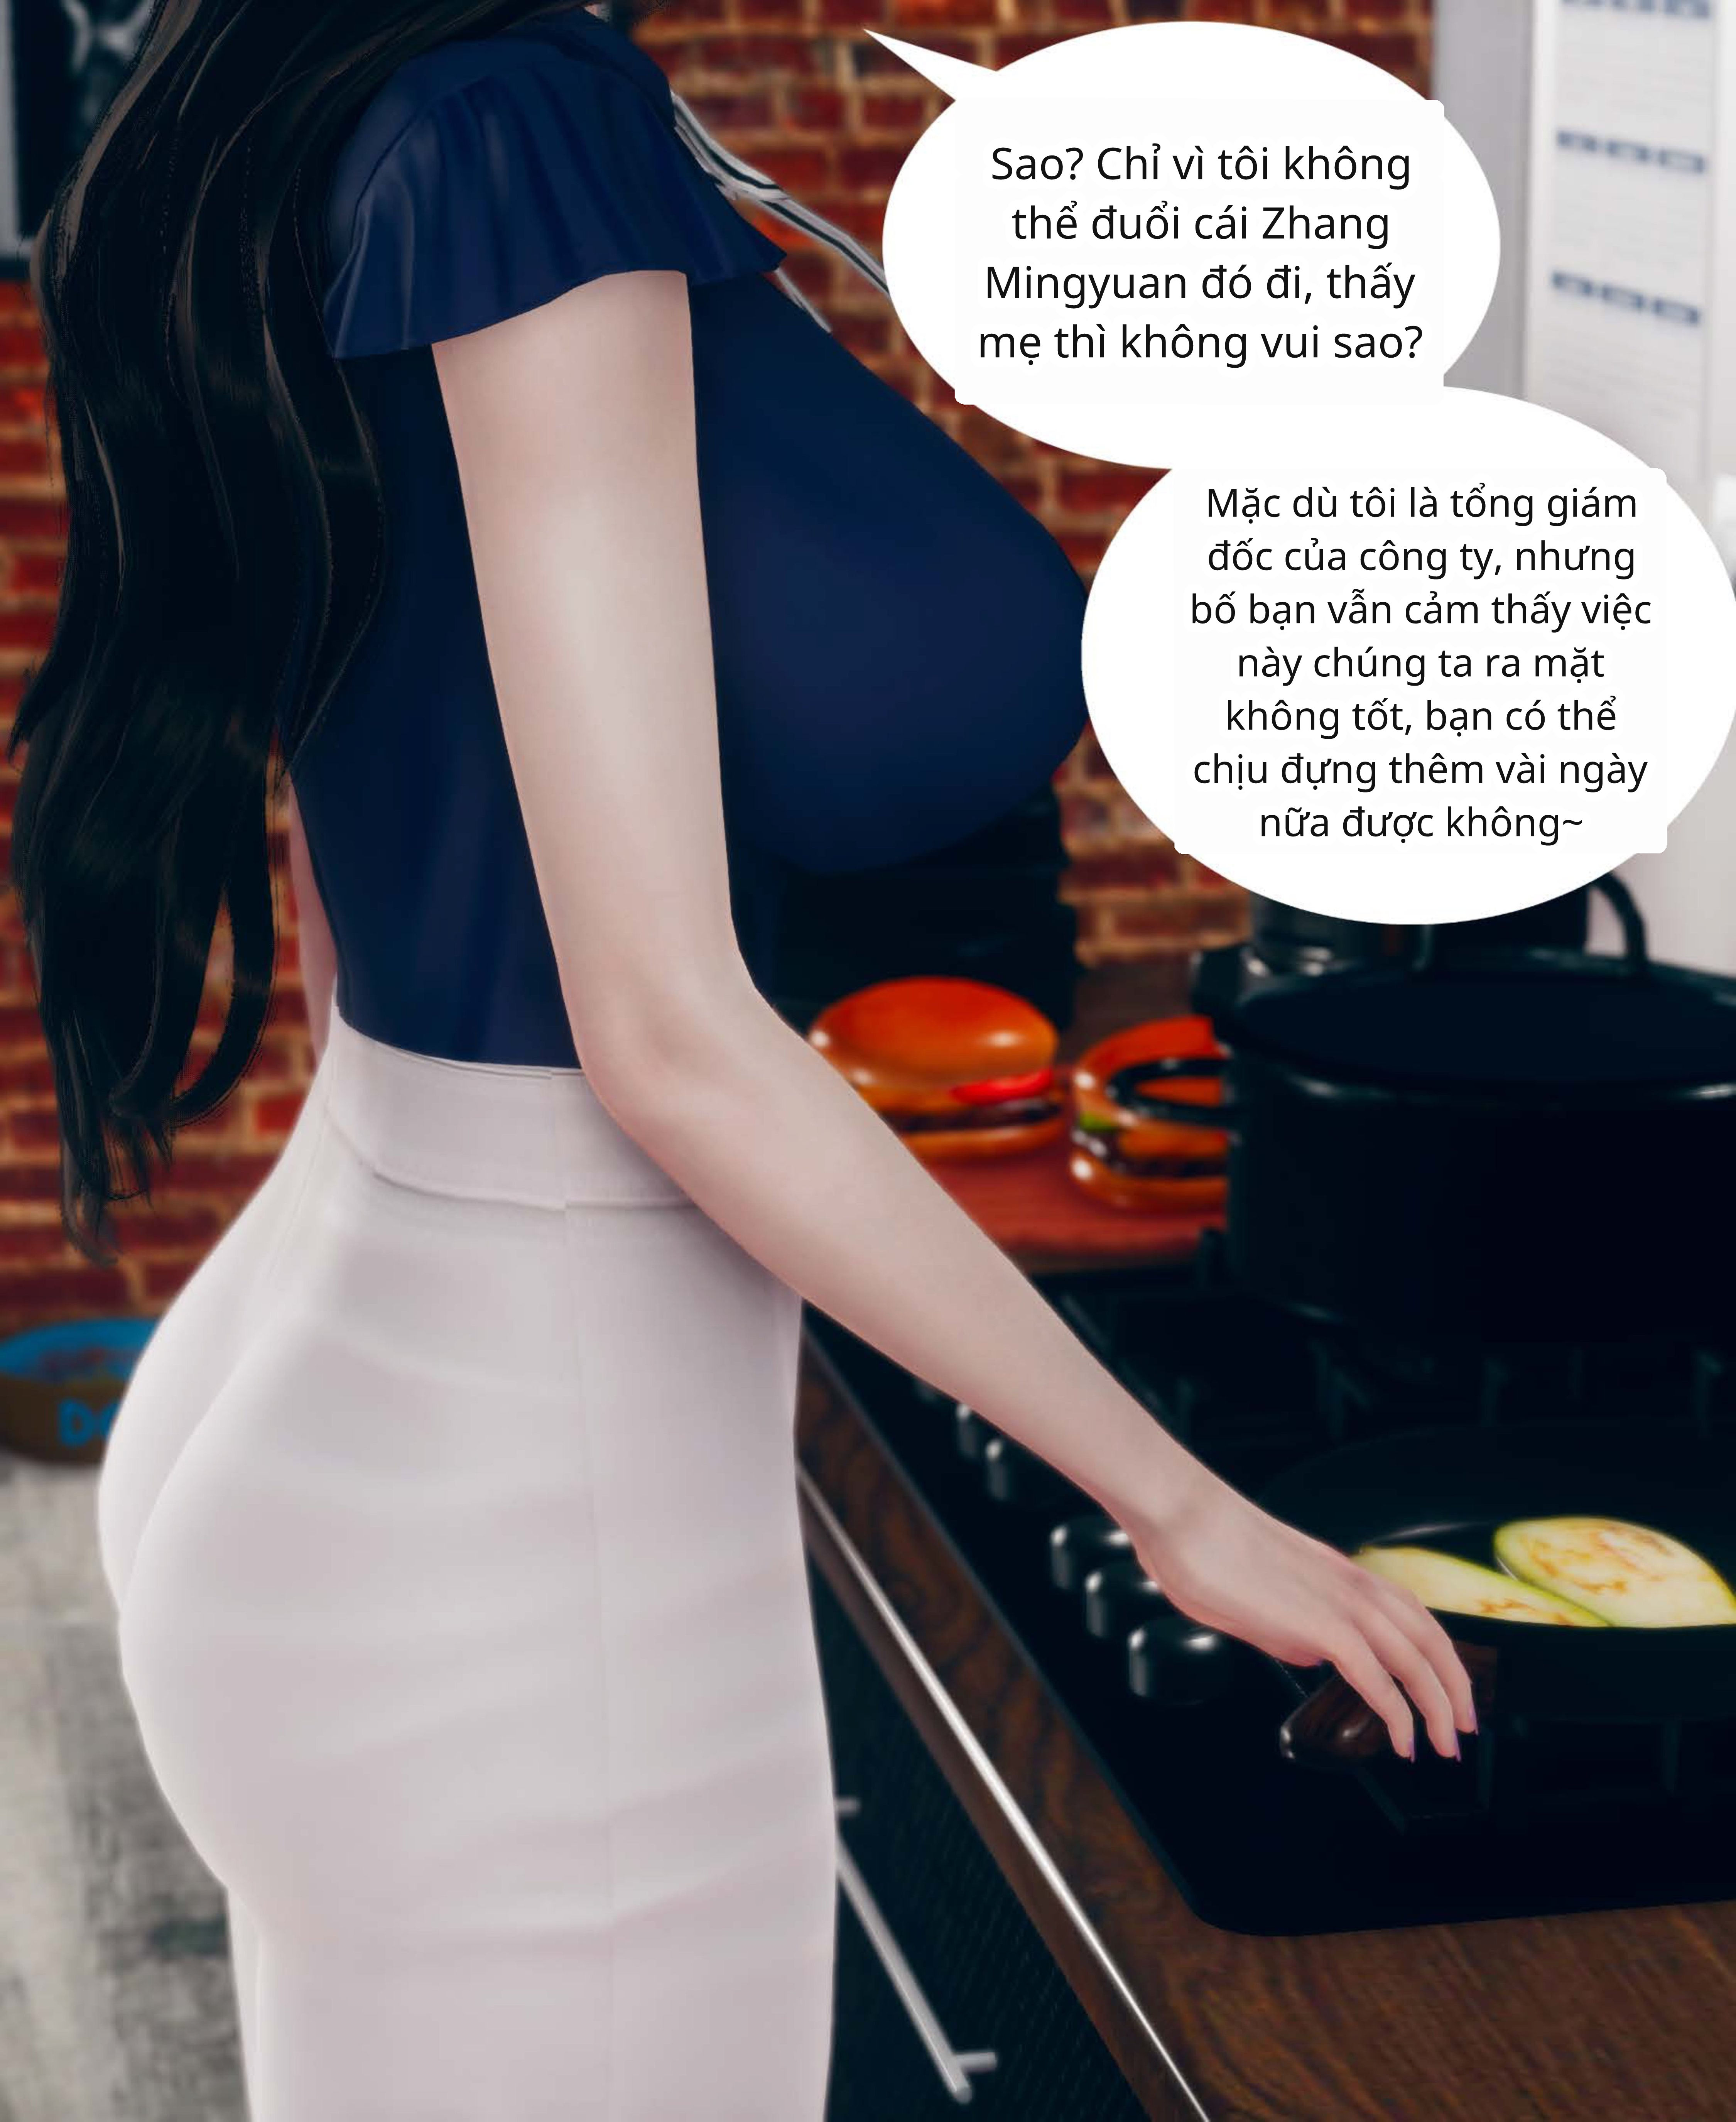 Sao? Chỉ vì tôi không
thể đuổi cái Zhang
Mingyuan đó đi, thấy
mẹ thì không vui sao?
Mặc dù tôi là tổng giám
đốc của công ty, nhưng
bố bạn vẫn cảm thấy việc
này chúng ta ra mặt
không tốt, bạn có thể
chịu đựng thêm vài ngày
nữa được không~